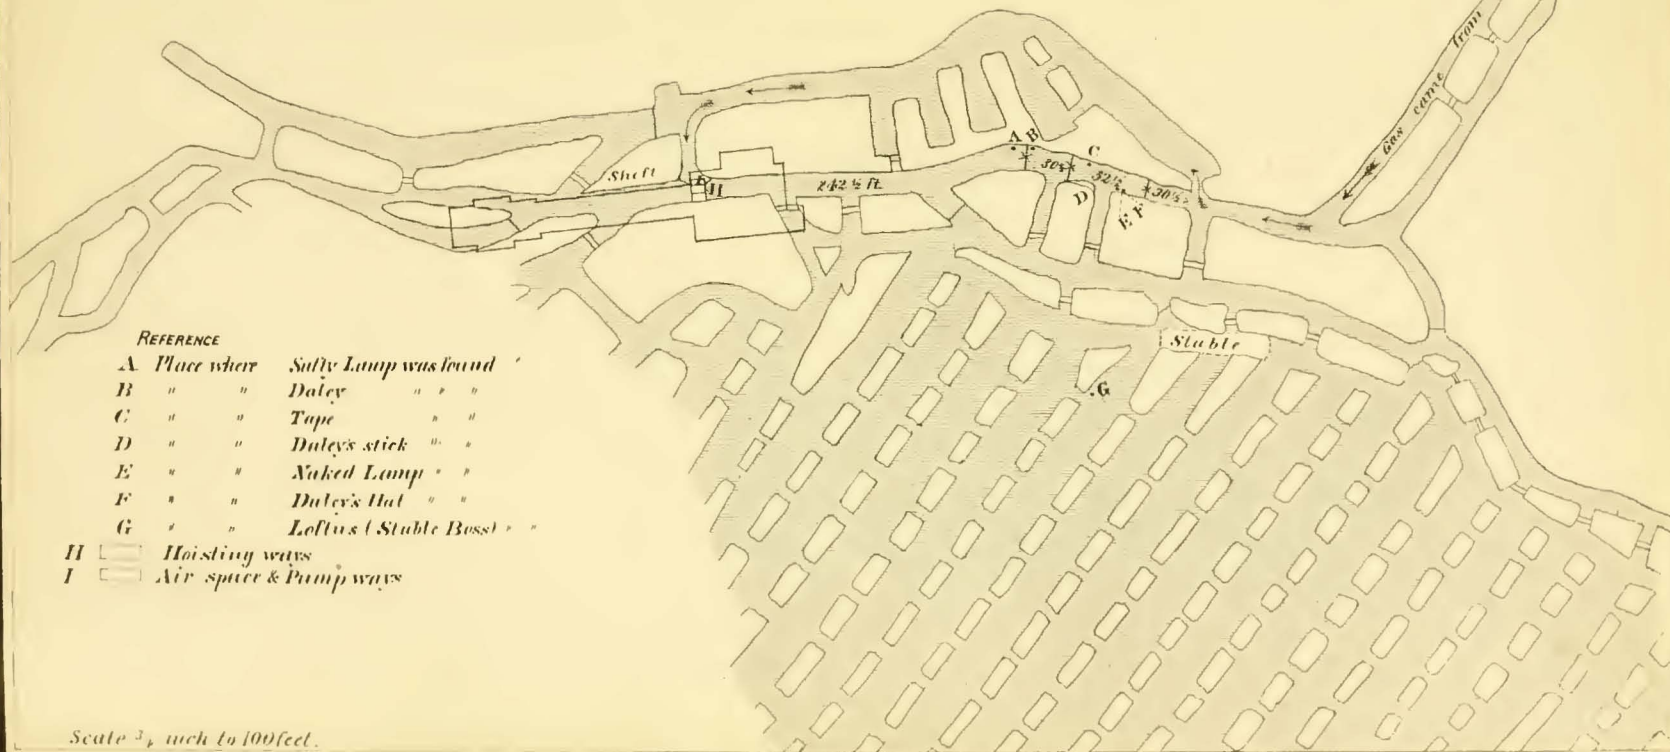 Gas came from
A B
C
30½
52½
30½
D
E F
Shaft
I
H
242½ ft.
Stable
G
REFERENCE
A Place where Safty Lamp was found
B " " Daley " " "
C " " Tape " "
D " " Daley's stick " "
E " " Naked Lamp " "
F " " Daley's Hat " "
G " " Loftus (Stable Boss) " "
H Hoisting ways
I Air space & Pump ways
Scale inch to 100 feet.